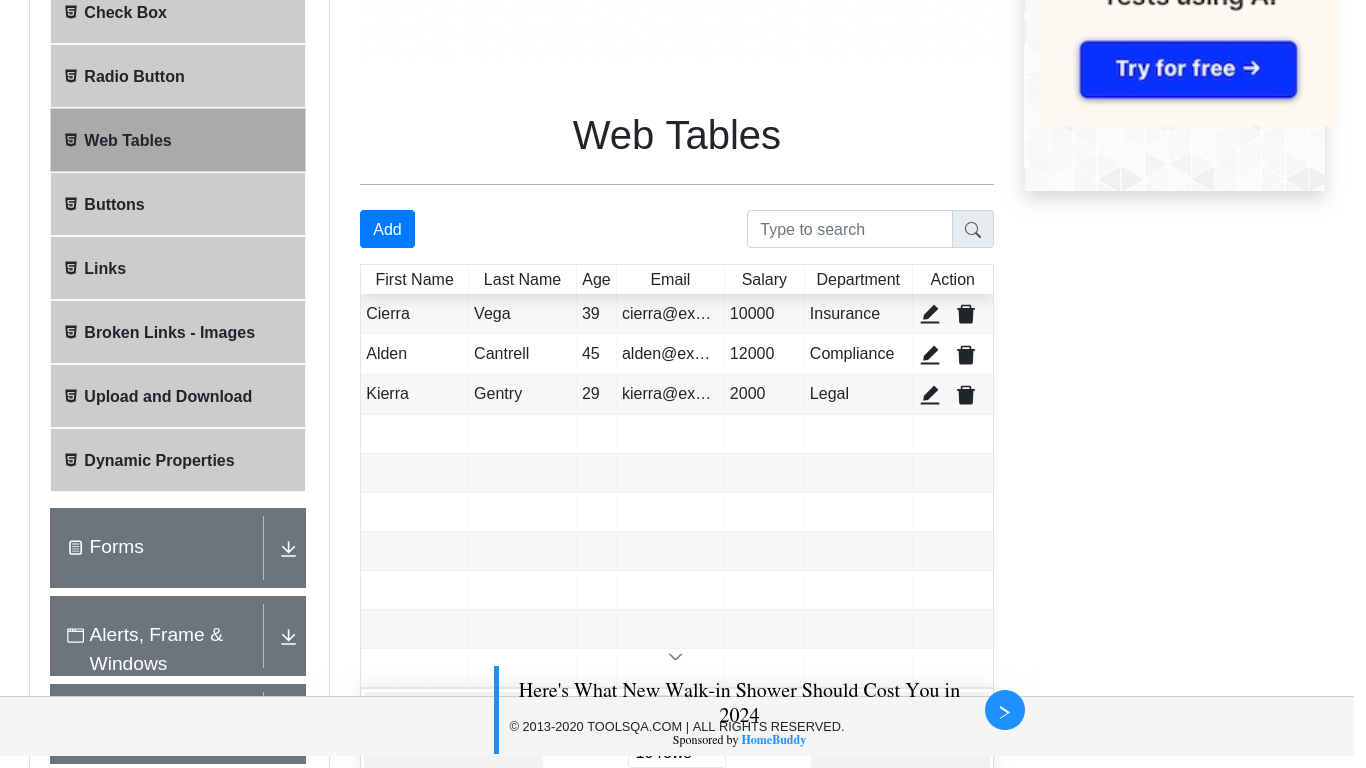 Check Box
Radio Button
Web Tables
Buttons
Links
Broken Links - Images
Upload and Download
Dynamic Properties
Forms
Alerts, Frame &
Windows
Web Tables
Add
Type to search
First Name Last Name Age Email Salary Department Action
Cierra Vega 39 cierra@ex… 10000 Insurance
Alden Cantrell 45 alden@ex… 12000 Compliance
Kierra Gentry 29 kierra@ex… 2000 Legal
Try for free →
Here's What New Walk-in Shower Should Cost You in
2024
© 2013-2020 TOOLSQA.COM | ALL RIGHTS RESERVED.
Sponsored by HomeBuddy